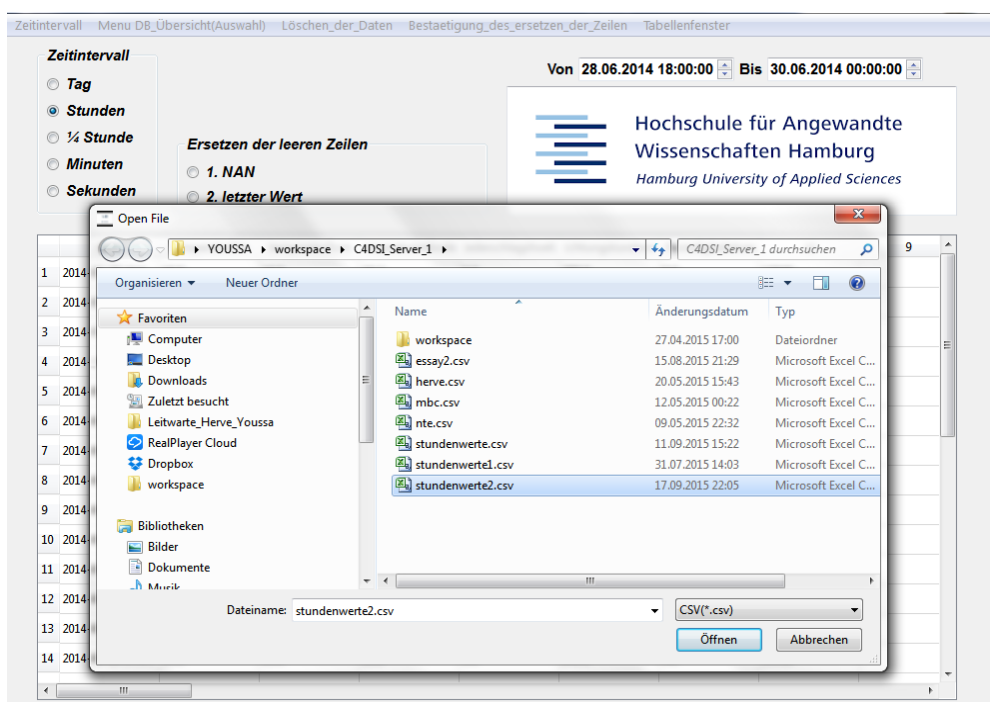 Zeitintervall Menu DB_Übersicht(Auswahl) Löschen_der_Daten Bestaetigung_des_ersetzen_der_Zeilen Tabellenfenster
Zeitintervall
Von 28.06.2014 18:00:00 Bis 30.06.2014 00:00:00
Tag
Stunden
¼ Stunde
Minuten
Sekunden
Ersetzen der leeren Zeilen
1. NAN
2. letzter Wert
Hochschule für Angewandte
Wissenschaften Hamburg
Hamburg University of Applied Sciences
Open File
YOUSSA workspace C4DSI_Server_1
C4DSI_Server_1 durchsuchen
9
Organisieren Neuer Ordner
Favoriten
Computer
Desktop
Downloads
Zuletzt besucht
Leitwarte_Herve_Youssa
RealPlayer Cloud
Dropbox
workspace
Bibliotheken
Bilder
Dokumente
Musik
Name Änderungsdatum Typ
workspace 27.04.2015 17:00 Dateiordner
essay2.csv 15.08.2015 21:29 Microsoft Excel C...
herve.csv 20.05.2015 15:43 Microsoft Excel C...
mbc.csv 12.05.2015 00:22 Microsoft Excel C...
nte.csv 09.05.2015 22:32 Microsoft Excel C...
stundenwerte.csv 11.09.2015 15:22 Microsoft Excel C...
stundenwerte1.csv 31.07.2015 14:03 Microsoft Excel C...
stundenwerte2.csv 17.09.2015 22:05 Microsoft Excel C...
Dateiname: stundenwerte2.csv CSV(*.csv)
Öffnen Abbrechen
1 2014-
2 2014-
3 2014-
4 2014-
5 2014-
6 2014-
7 2014-
8 2014-
9 2014-
10 2014-
11 2014-
12 2014-
13 2014-
14 2014-